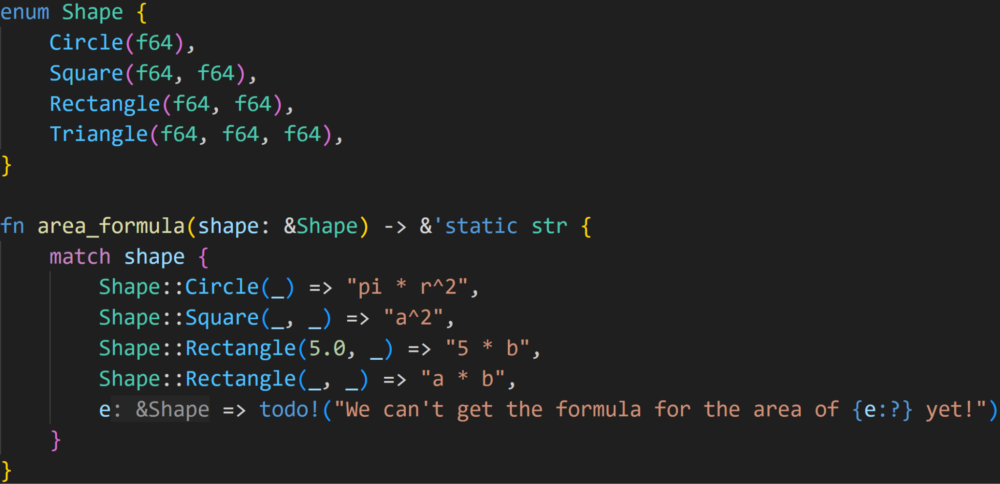 enum Shape {
    Circle(f64),
    Square(f64, f64),
    Rectangle(f64, f64),
    Triangle(f64, f64, f64),
}
fn area_formula(shape: &Shape) -> &'static str {
    match shape {
        Shape::Circle(_) => "pi * r^2",
        Shape::Square(_, _) => "a^2",
        Shape::Rectangle(5.0, _) => "5 * b",
        Shape::Rectangle(_, _) => "a * b",
        e: &Shape => todo!("We can't get the formula for the area of {e:?} yet!")
    }
}